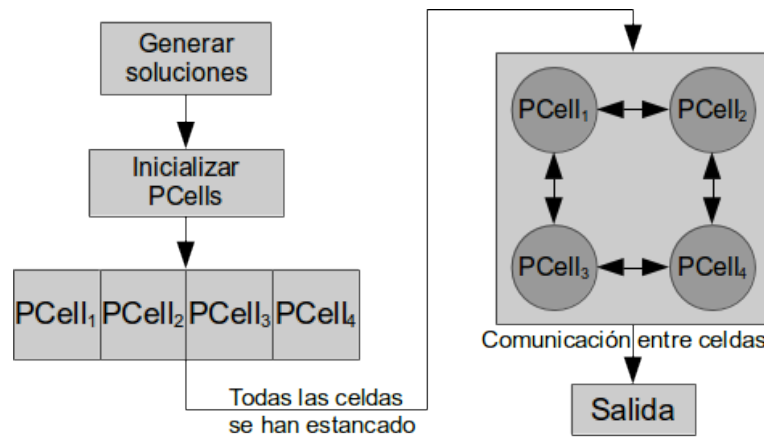 Generar
soluciones
Inicializar
PCells
PCell₁ PCell₂ PCell₃ PCell₄
Todas las celdas
se han estancado
PCell₁ PCell₂
PCell₃ PCell₄
Comunicación entre celdas
Salida